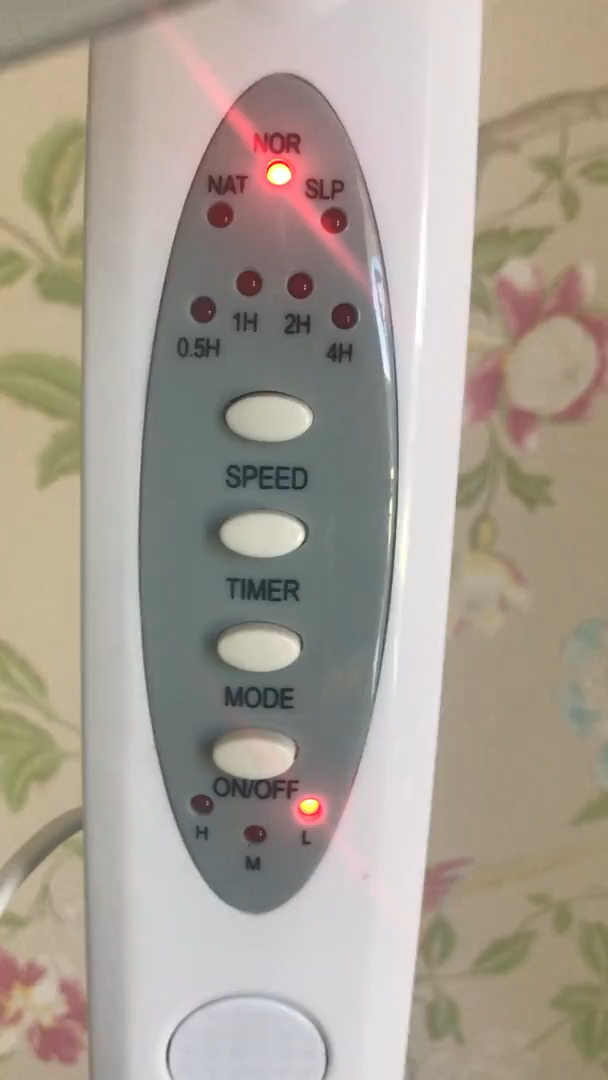 NOR
NAT SLP
1H 2H
0.5H 4H
SPEED
TIMER
MODE
ON/OFF
H M L